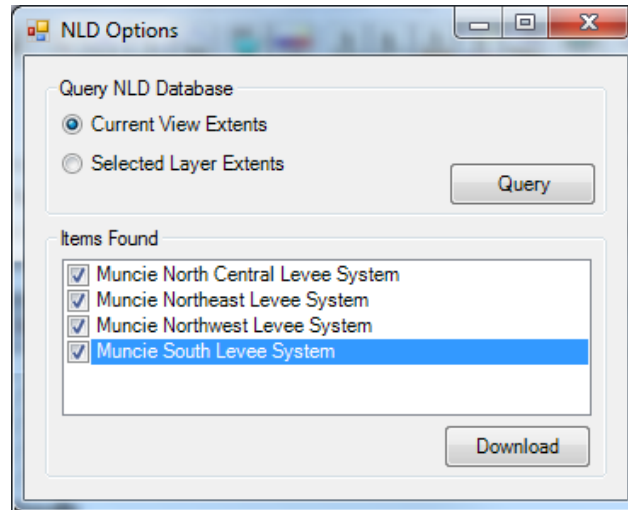 NLD Options
Query NLD Database
Current View Extents
Selected Layer Extents
Query
Items Found
Muncie North Central Levee System
Muncie Northeast Levee System
Muncie Northwest Levee System
Muncie South Levee System
Download